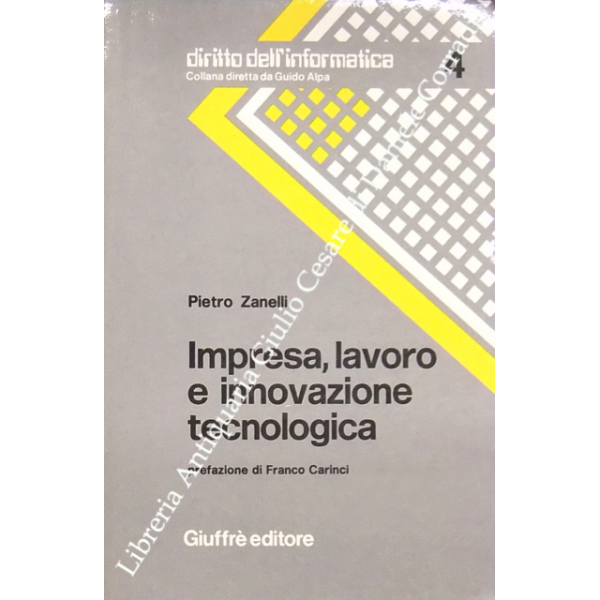 diritto dell'informatica
Collana diretta da Guido Alpa
4
Pietro Zanelli
Impresa, lavoro
e innovazione
tecnologica
prefazione di Franco Carinci
Giuffrè editore
Libreria Antiquaria Giulio Cesare di Daniele Corradi